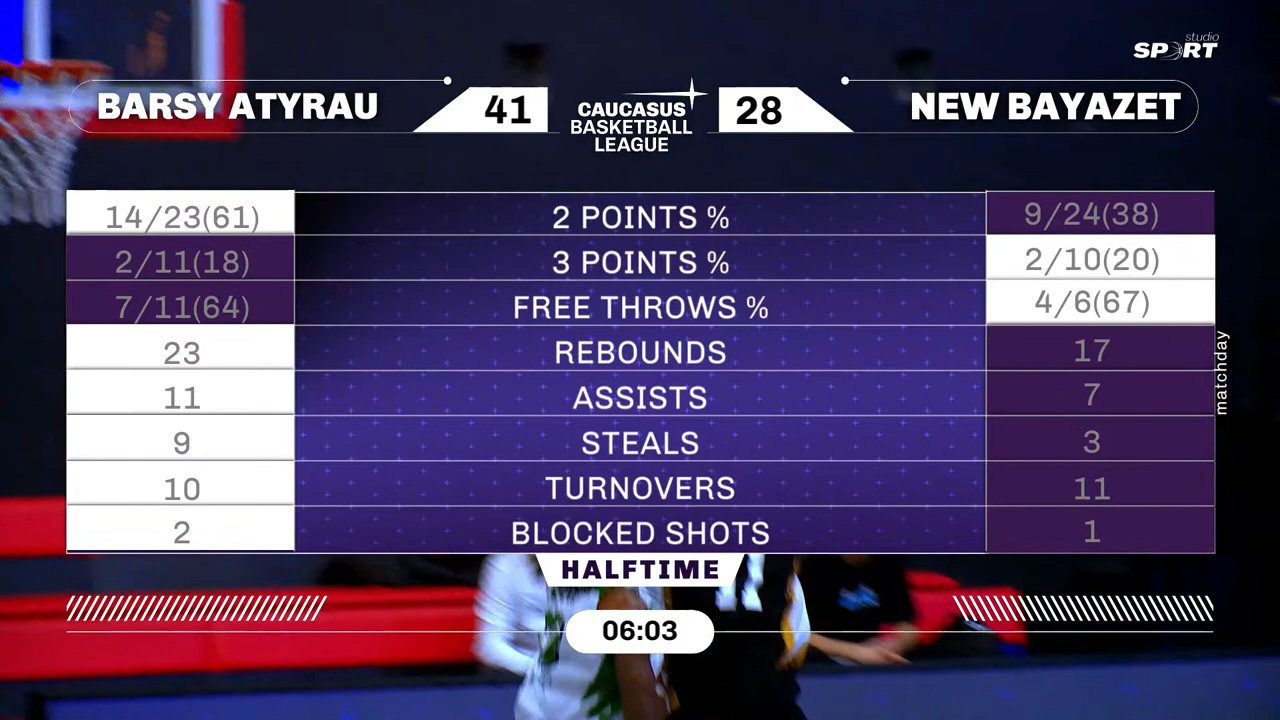 studio
SPORT
BARSY ATYRAU 41 CAUCASUS BASKETBALL LEAGUE 28 NEW BAYAZET
14/23(61) 2 POINTS % 9/24(38)
2/11(18) 3 POINTS % 2/10(20)
7/11(64) FREE THROWS % 4/6(67)
23 REBOUNDS 17
11 ASSISTS 7
9 STEALS 3
10 TURNOVERS 11
2 BLOCKED SHOTS 1
matchday
HALFTIME
06:03